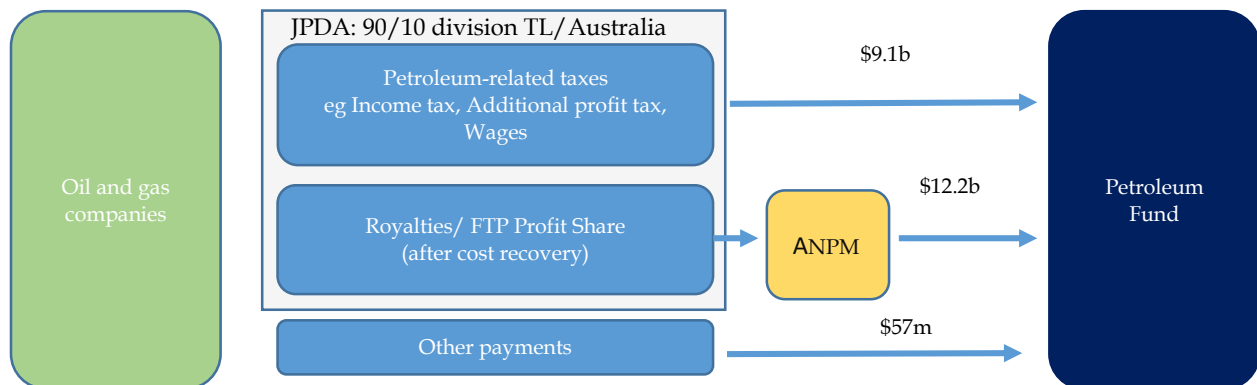 JPDA: 90/10 division TL/Australia
Petroleum-related taxes
eg Income tax, Additional profit tax,
Wages
$9.1b
Oil and gas
companies
Royalties/ FTP Profit Share
(after cost recovery)
ANPM
$12.2b
Petroleum
Fund
Other payments
$57m